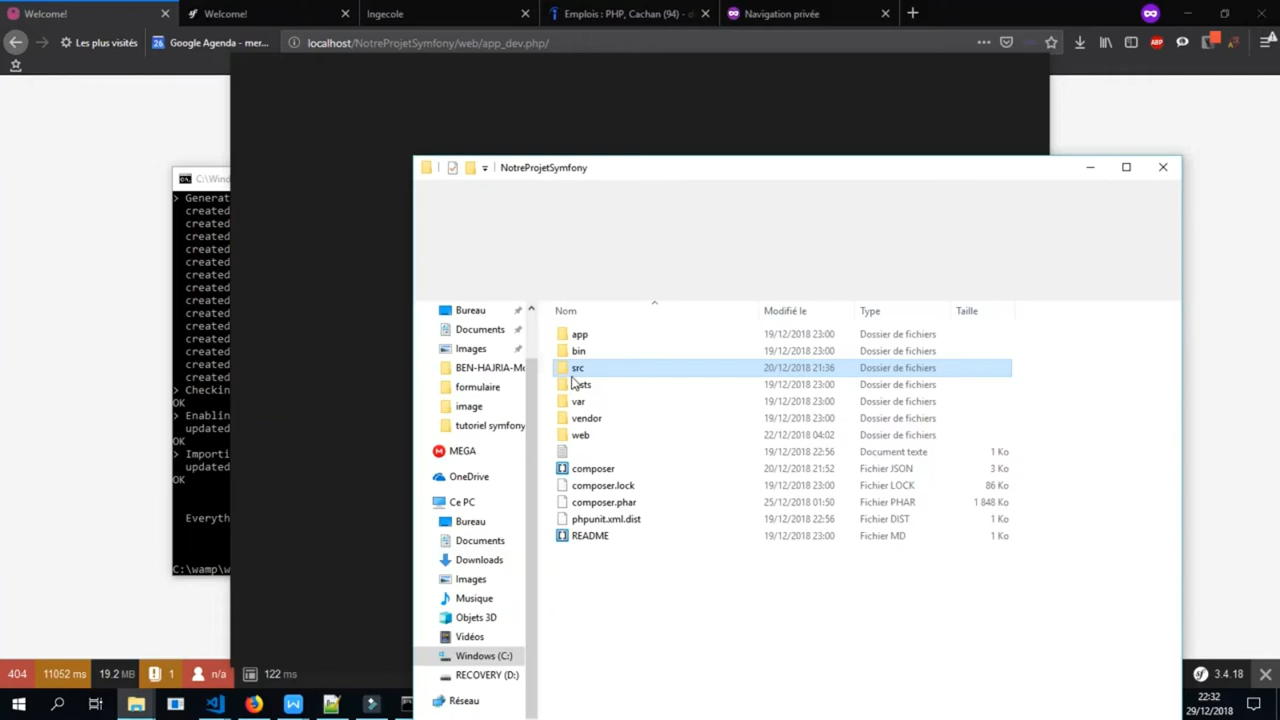 Welcome!
Welcome!
Ingecole
Emplois : PHP, Cachan (94) -
Navigation privée
Les plus visités
26 Google Agenda - mer...
localhost/NotreProjetSymfony/web/app_dev.php/
ABP
C:\Wind
> Generat
created
created
created
created
created
created
created
created
created
created
created
created
created
created
> Checkin
OK
> Enablin
updated
OK
> Importi
updated
OK
Everyth
C:\wamp\w
NotreProjetSymfony
Bureau
Documents
Images
BEN-HAJRIA-Mo
formulaire
image
tutoriel symfony
MEGA
OneDrive
Ce PC
Bureau
Documents
Downloads
Images
Musique
Objets 3D
Vidéos
Windows (C:)
RECOVERY (D:)
Réseau
Nom Modifié le Type Taille
app 19/12/2018 23:00 Dossier de fichiers
bin 19/12/2018 23:00 Dossier de fichiers
src 20/12/2018 21:36 Dossier de fichiers
tests 19/12/2018 23:00 Dossier de fichiers
var 19/12/2018 23:00 Dossier de fichiers
vendor 19/12/2018 23:00 Dossier de fichiers
web 22/12/2018 04:02 Dossier de fichiers
19/12/2018 22:56 Document texte 1 Ko
composer 20/12/2018 21:52 Fichier JSON 3 Ko
composer.lock 19/12/2018 23:00 Fichier LOCK 86 Ko
composer.phar 25/12/2018 01:50 Fichier PHAR 1 848 Ko
phpunit.xml.dist 19/12/2018 22:56 Fichier DIST 1 Ko
README 19/12/2018 22:56 Fichier MD 1 Ko
404 11052 ms 19.2 MB 1 n/a 122 ms
3.4.18
22:32
29/12/2018